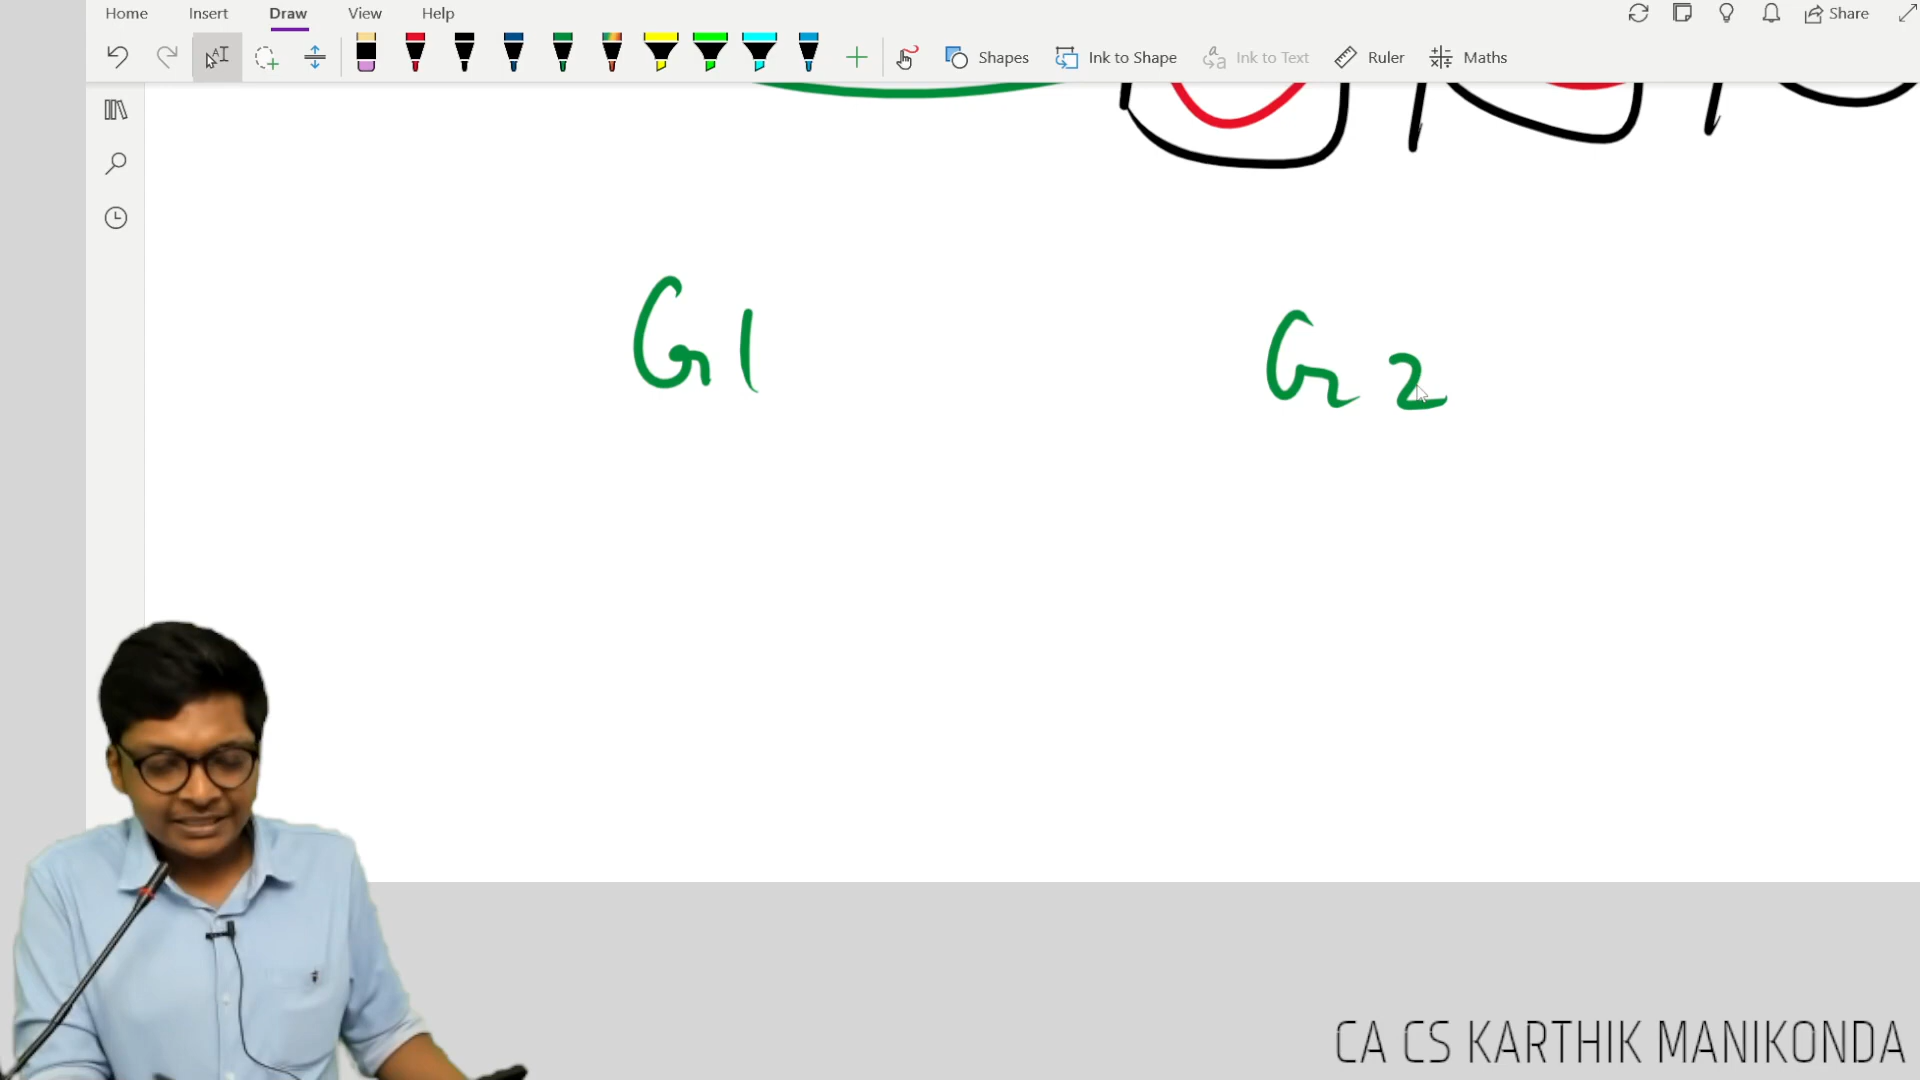 Home Insert Draw View Help Share
Shapes Ink to Shape Ink to Text Ruler Maths
G1 G2
CA CS KARTHIK MANIKONDA